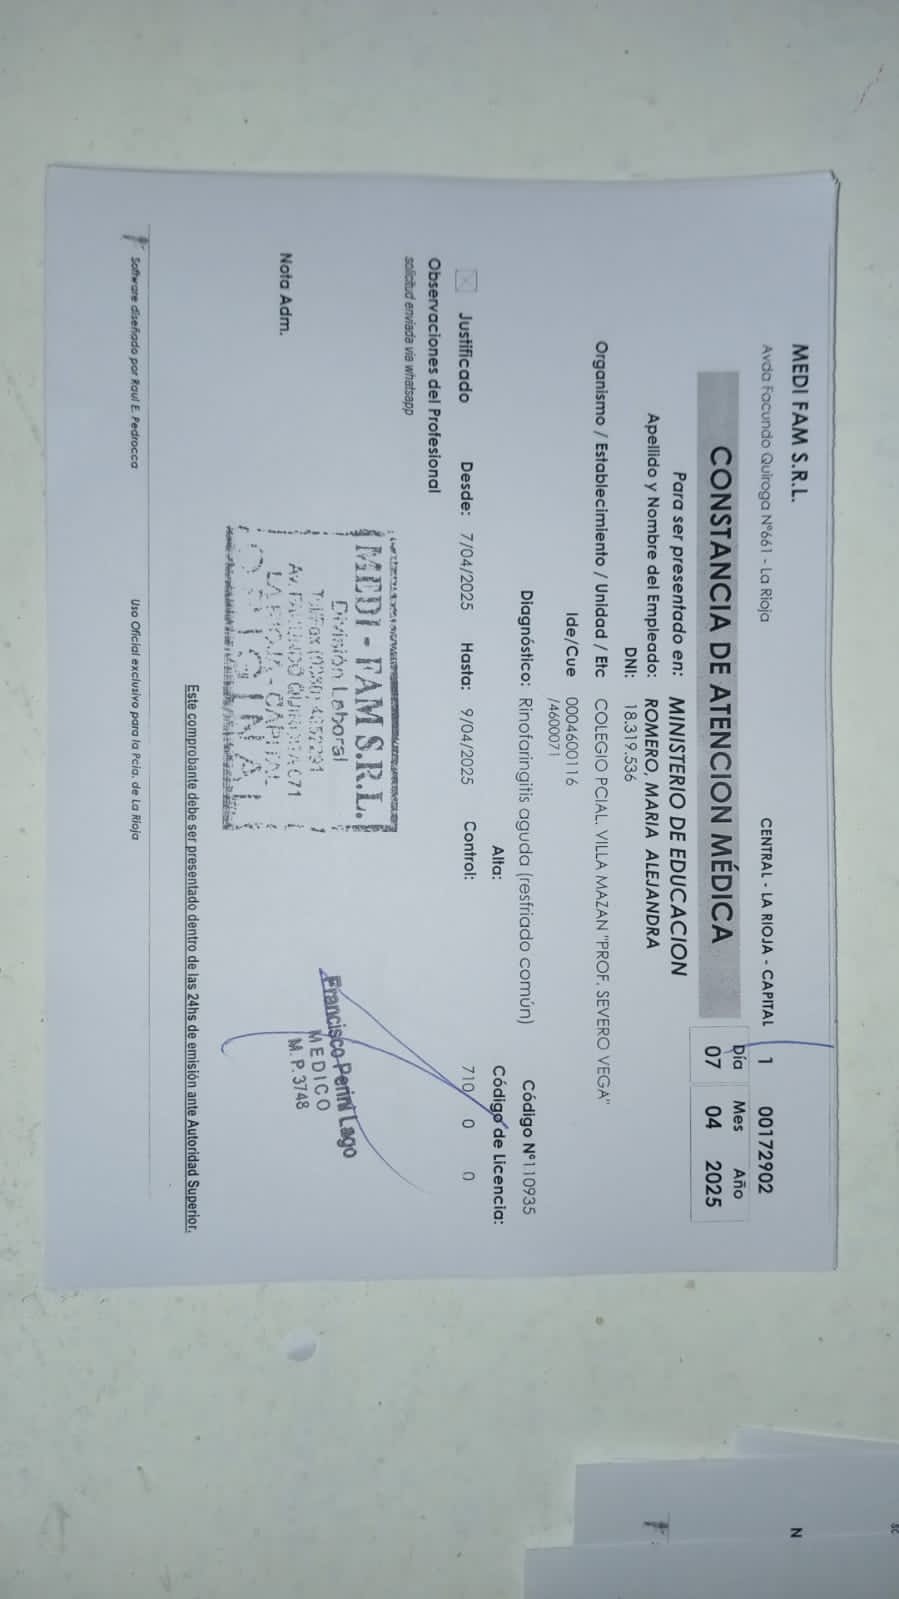 MEDI FAM S.R.L.
Avda Facundo Quiroga Nº661 - La Rioja
CENTRAL - LA RIOJA - CAPITAL 1 00172902
CONSTANCIA DE ATENCION MÉDICA
Día Mes Año
07 04 2025
Para ser presentado en: MINISTERIO DE EDUCACION
Apellido y Nombre del Empleado: ROMERO, MARIA ALEJANDRA
DNI: 18.319.536
Organismo / Establecimiento / Unidad / Etc COLEGIO PCIAL. VILLA MAZAN "PROF. SEVERO VEGA"
Ide/Cue 0004600116
/4600071
Diagnóstico: Rinofaringitis aguda (resfriado común) Código Nº110935
Alta: Código de Licencia:
Justificado Desde: 7/04/2025 Hasta: 9/04/2025 Control: 710 0 0
Observaciones del Profesional
solicitud enviada via whatsapp
MEDI - FAM S.R.L.
División Laboral
LA RIOJA - CAPITAL
ORIGINAL
Francisco Perini Lago
MEDICO
M. P. 3748
Nota Adm.
Este comprobante debe ser presentado dentro de las 24hs de emisión ante Autoridad Superior.
Software diseñado por Raul E. Pedrocca Uso Oficial exclusivo para la Pcia. de La Rioja
N